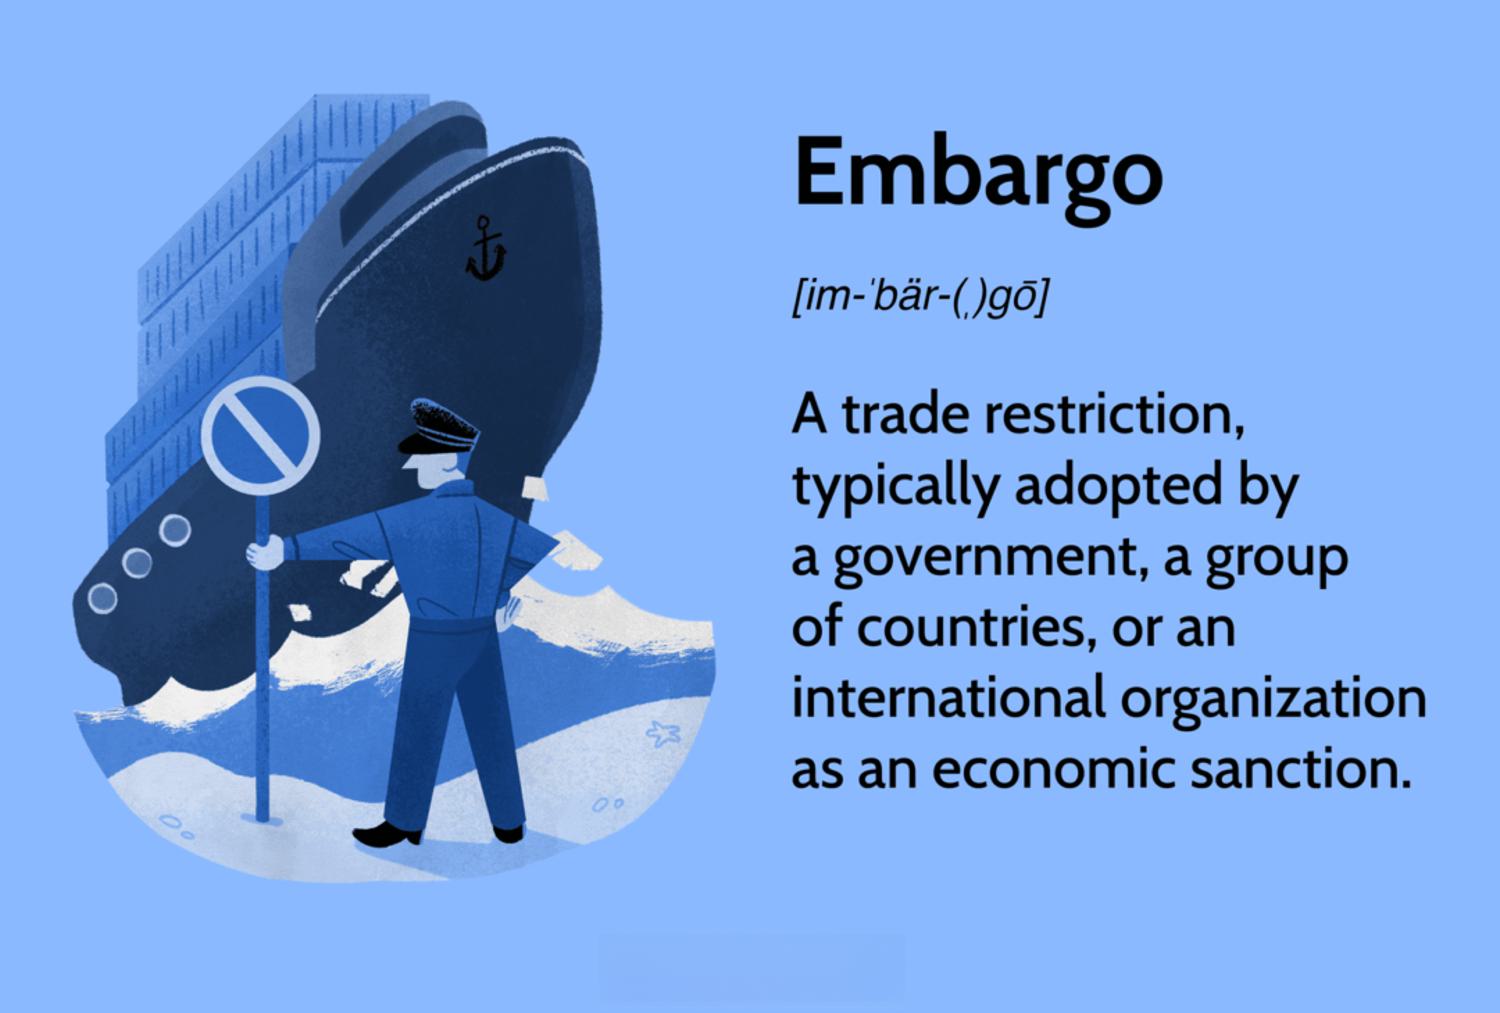 Embargo
[im-ˈbär-(ˌ)gō]
A trade restriction,
typically adopted by
a government, a group
of countries, or an
international organization
as an economic sanction.